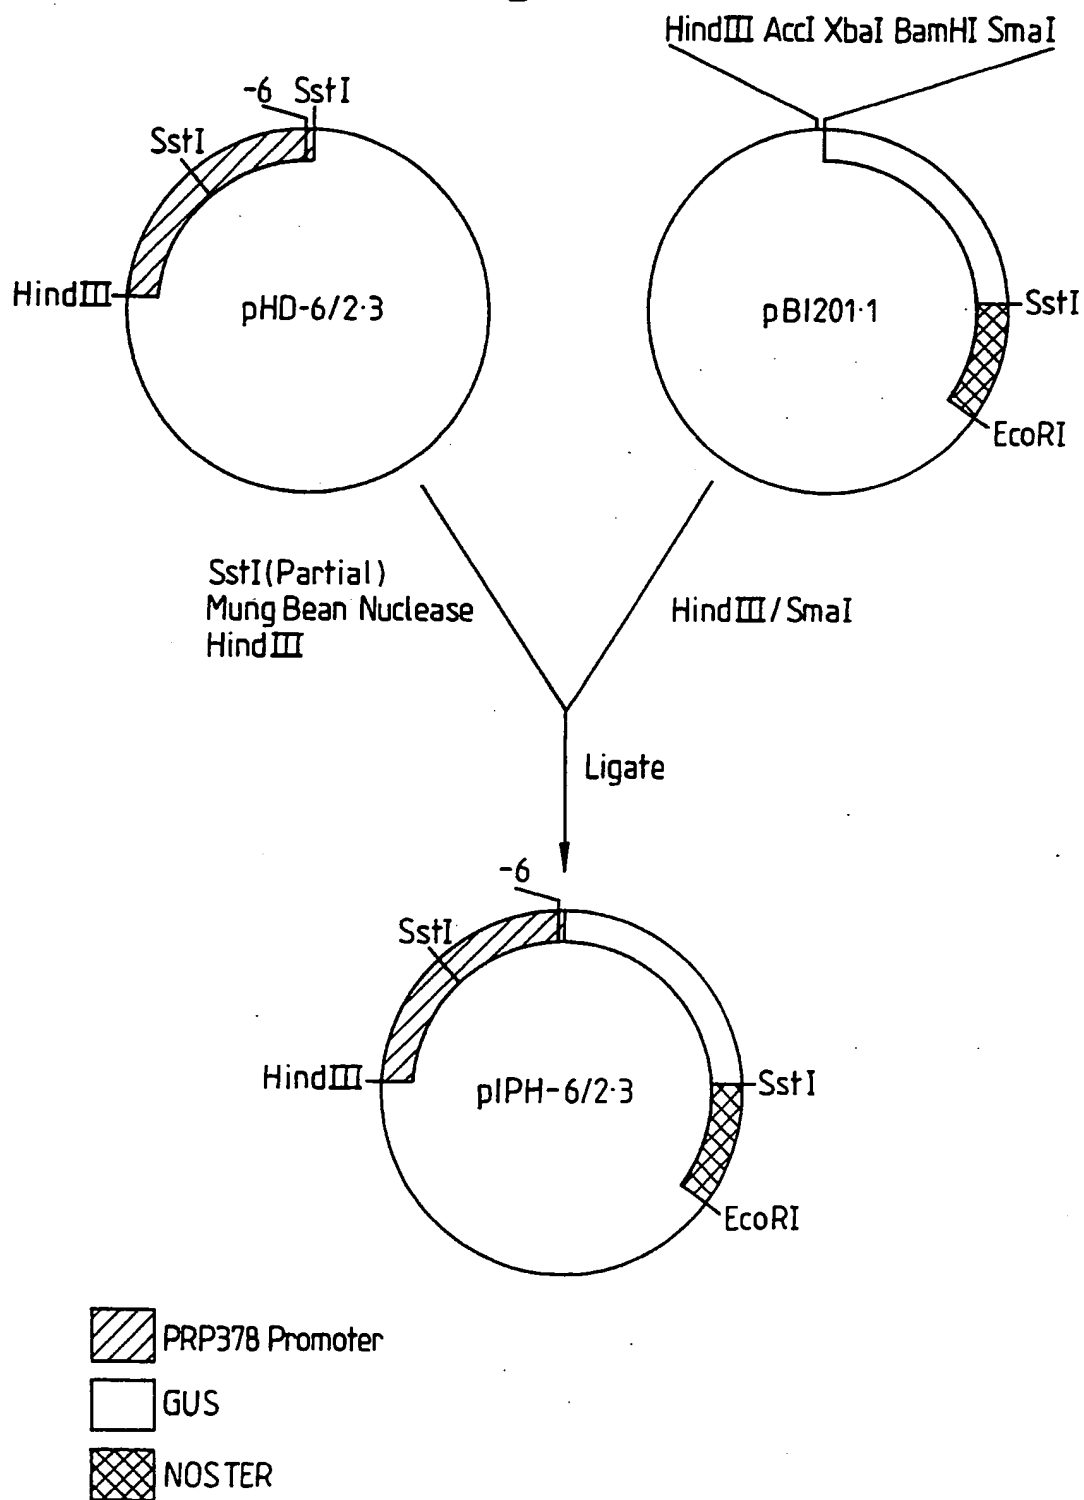 HindIII AccI XbaI BamHI SmaI
-6 SstI
SstI
HindIII
pHD-6/2·3
pBI201·1
SstI
EcoRI
SstI(Partial)
Mung Bean Nuclease
HindIII
HindIII/SmaI
Ligate
-6
SstI
HindIII
pIPH-6/2·3
SstI
EcoRI
PRP378 Promoter
GUS
NOSTER